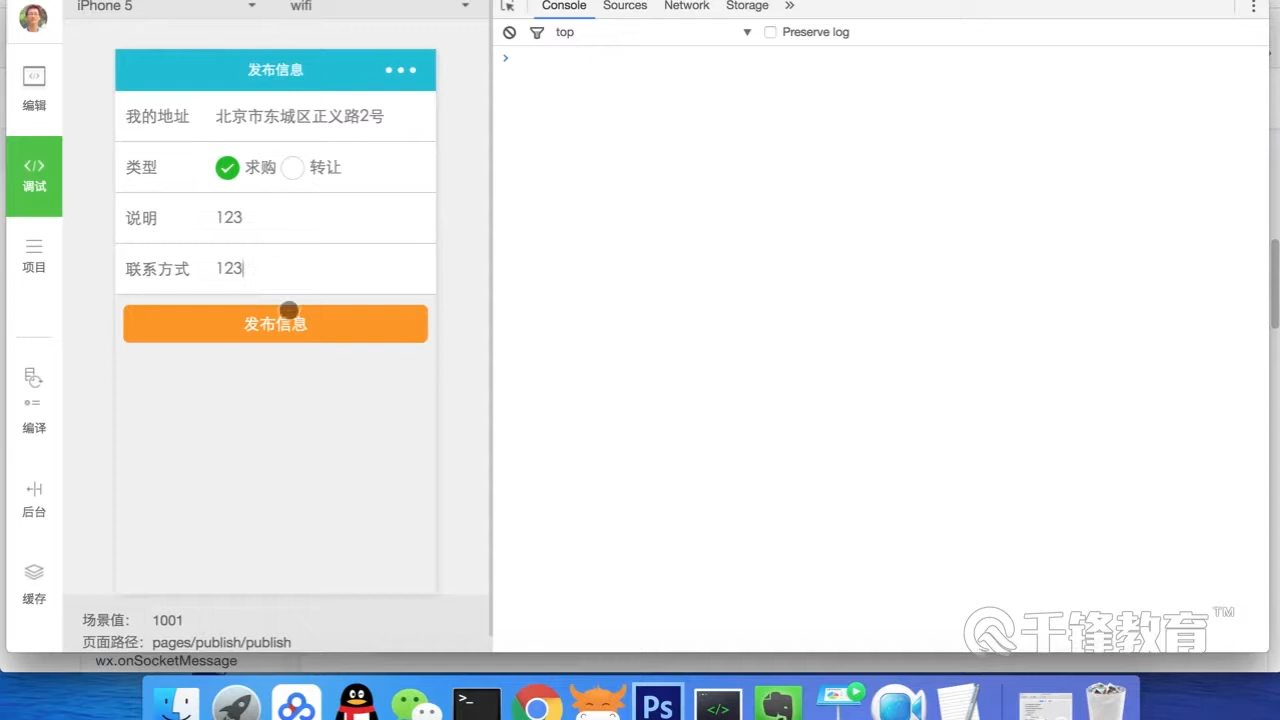 iPhone 5
wifi
Console
Sources
Network
Storage
»
top
Preserve log
发布信息
我的地址
北京市东城区正义路2号
类型
求购
转让
说明
123
联系方式
123
发布信息
编辑
调试
项目
编译
后台
缓存
场景值：
1001
页面路径：
pages/publish/publish
wx.onSocketMessage
千锋教育™
Ps